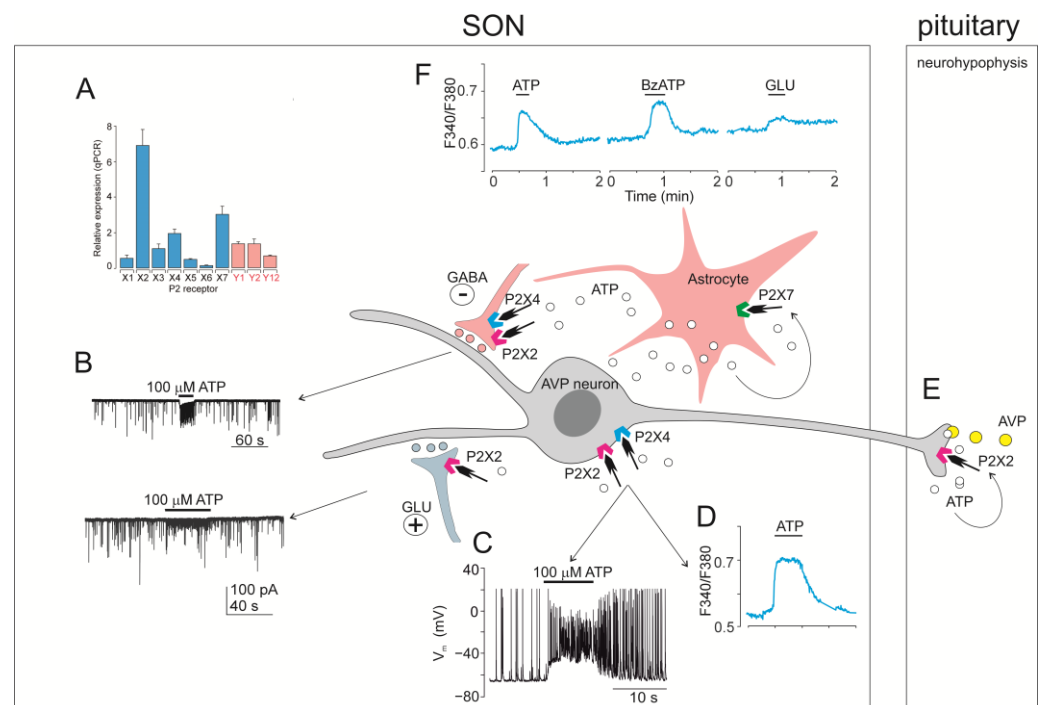 SON
pituitary
neurohypophysis
A
Relative expression (qPCR)
8
6
4
2
0
X1 X2 X3 X4 X5 X6 X7 Y1 Y2 Y12
P2 receptor
F
F340/F380
0.7
0.6
ATP
BzATP
GLU
0 1 2 0 1 2 0 1 2
Time (min)
GABA
-
P2X4
P2X2
ATP
Astrocyte
P2X7
B
100 µM ATP
60 s
100 µM ATP
100 pA
40 s
AVP neuron
P2X4
P2X2
P2X2
GLU
+
C
100 µM ATP
40
0
−40
−80
Vm (mV)
10 s
D
ATP
F340/F380
0.7
0.5
E
AVP
P2X2
ATP